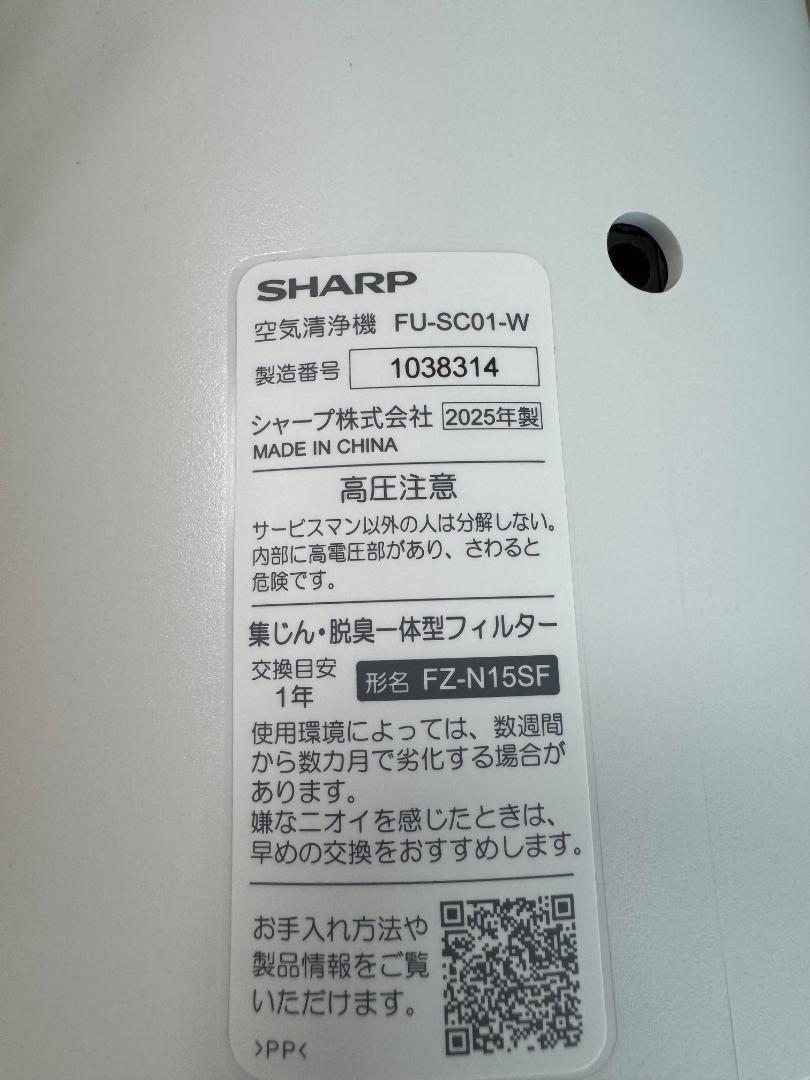 SHARP
空気清浄機 FU-SC01-W
製造番号 1038314
シャープ株式会社 2025年製
MADE IN CHINA
高圧注意
サービスマン以外の人は分解しない。
内部に高電圧部があり、さわると
危険です。
集じん・脱臭一体型フィルター
交換目安
1年
形名 FZ-N15SF
使用環境によっては、数週間
から数カ月で劣化する場合が
あります。
嫌なニオイを感じたときは、
早めの交換をおすすめします。
お手入れ方法や
製品情報をご覧
いただけます。
>PP<